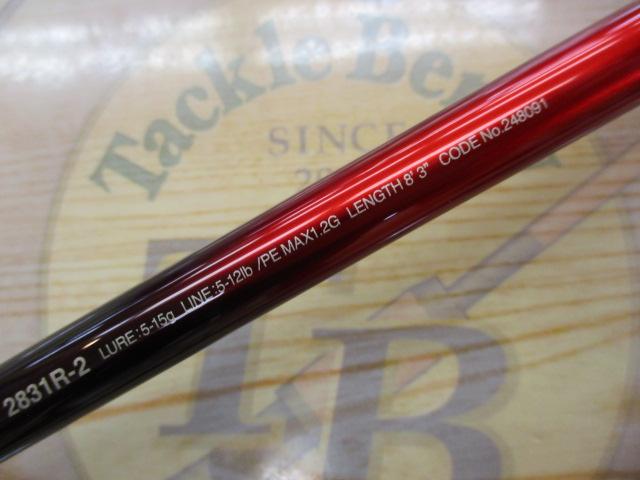 Tackle Be
SINCE
TB
2831R-2 LURE:5-15g LINE:5-12lb/PE MAX1.2G LENGTH 8'3" CODE No.248091